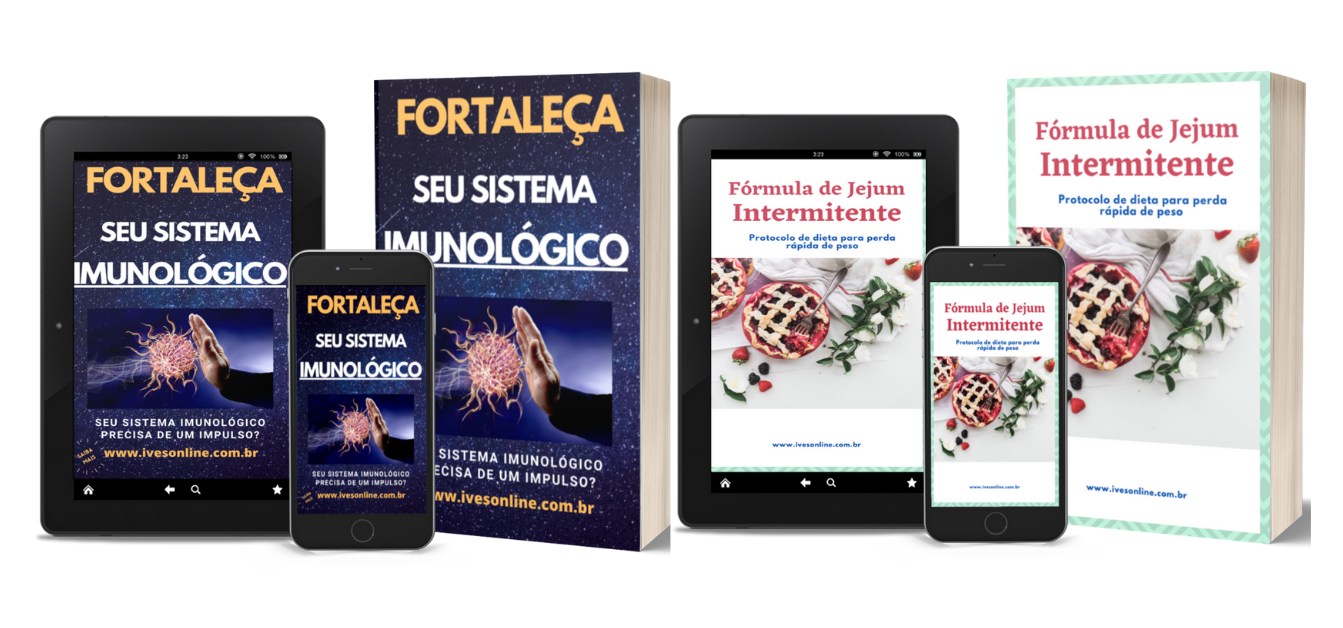 3:23 100%
FORTALEÇA
SEU SISTEMA
IMUNOLÓGICO
SEU SISTEMA IMUNOLÓGICO
PRECISA DE UM IMPULSO?
SAIBA
MAIS
www.ivesonline.com.br
FORTALEÇA
SEU SISTEMA
IMUNOLÓGICO
SEU SISTEMA IMUNOLÓGICO
PRECISA DE UM IMPULSO?
www.ivesonline.com.br
FORTALEÇA
SEU SISTEMA
IMUNOLÓGICO
SISTEMA IMUNOLÓGICO
ECISA DE UM IMPULSO?
ww.ivesonline.com.br
3:23 100%
Fórmula de Jejum
Intermitente
Protocolo de dieta para perda
rápida de peso
www.ivesonline.com.br
Fórmula de Jejum
Intermitente
Protocolo de dieta para perda
rápida de peso
www.ivesonline.com.br
Fórmula de Jejum
Intermitente
Protocolo de dieta para perda
rápida de peso
www.ivesonline.com.br